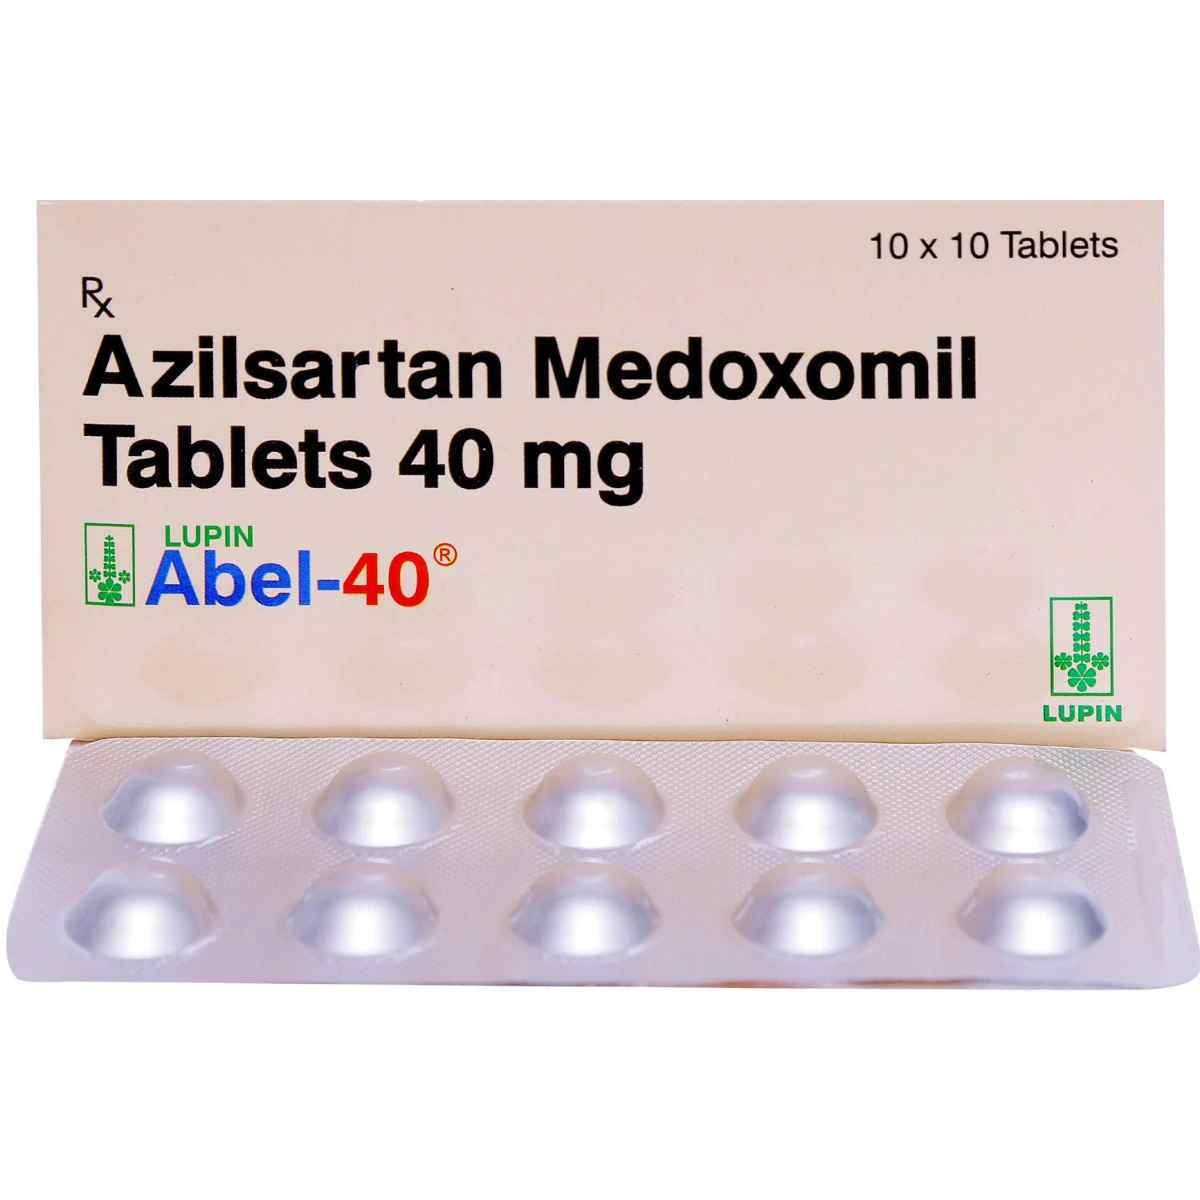 10 x 10 Tablets
Rx
Azilsartan Medoxomil
Tablets 40 mg
LUPIN
Abel-40®
LUPIN